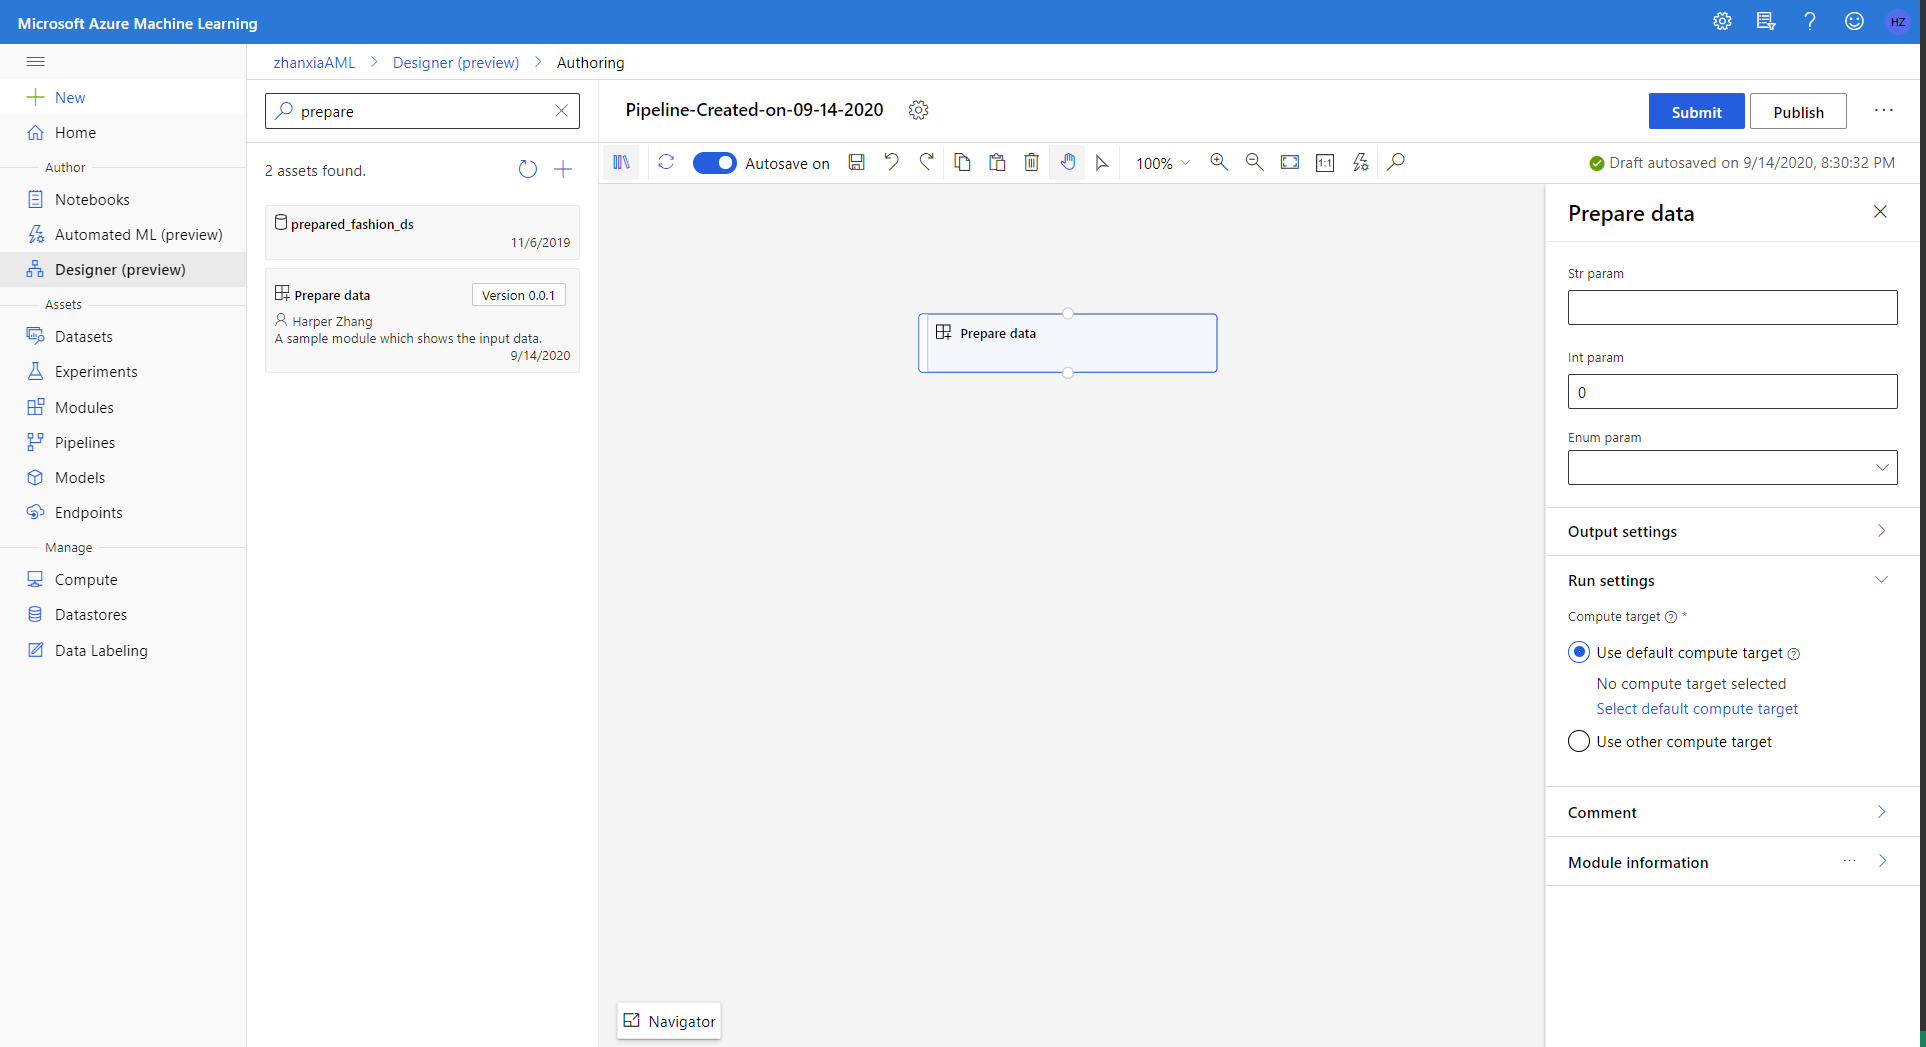 Microsoft Azure Machine Learning
HZ
zhanxiaAML > Designer (preview) > Authoring
New
Home
Author
Notebooks
Automated ML (preview)
Designer (preview)
Assets
Datasets
Experiments
Modules
Pipelines
Models
Endpoints
Manage
Compute
Datastores
Data Labeling
prepare
2 assets found.
prepared_fashion_ds
11/6/2019
Prepare data
Version 0.0.1
Harper Zhang
A sample module which shows the input data.
9/14/2020
Pipeline-Created-on-09-14-2020
Submit
Publish
Autosave on
100%
1:1
Draft autosaved on 9/14/2020, 8:30:32 PM
Prepare data
Navigator
Prepare data
Str param
Int param
0
Enum param
Output settings
Run settings
Compute target *
Use default compute target
No compute target selected
Select default compute target
Use other compute target
Comment
Module information